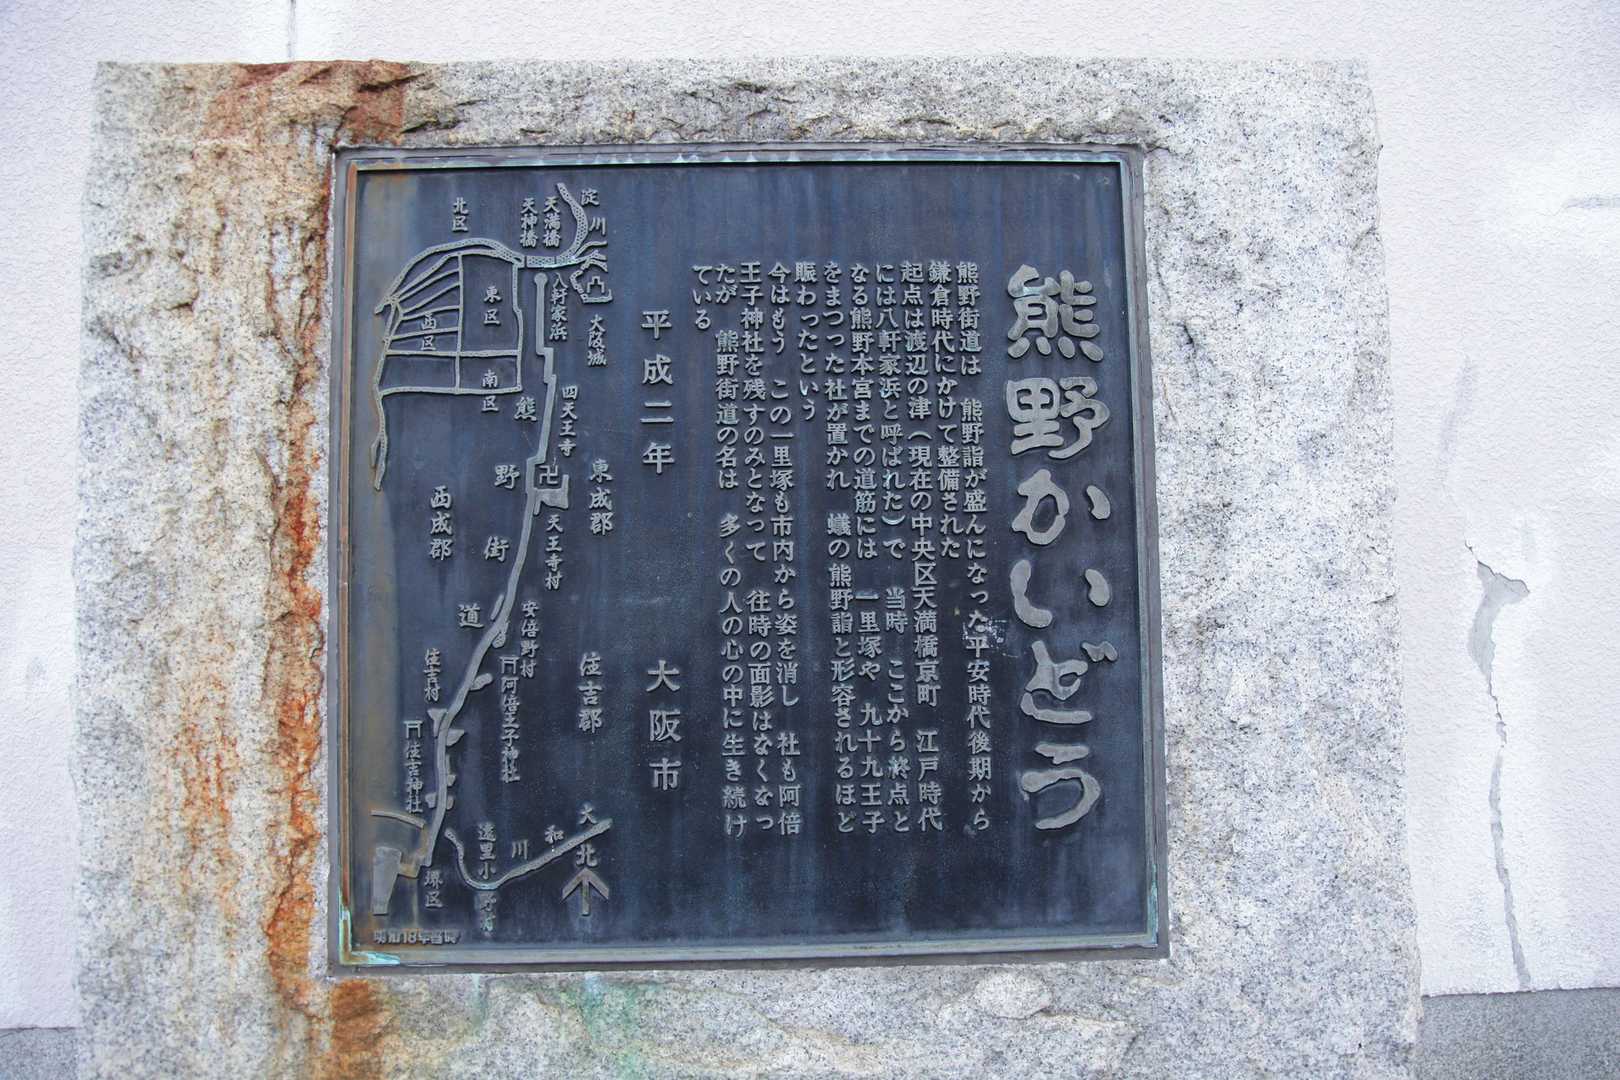 熊野かいどう
熊野街道は　熊野詣が盛んになった平安時代後期から
鎌倉時代にかけて整備された
起点は渡辺の津（現在の中央区天満橋京町　江戸時代
には八軒家浜と呼ばれた）で　当時　ここから終点と
なる熊野本宮までの道筋には　一里塚や　九十九王子
をまつった社が置かれ　蟻の熊野詣と形容されるほど
賑わったという
今はもう　この一里塚も市内から姿を消し　社も阿倍
王子神社を残すのみとなって　往時の面影はなくなっ
たが　熊野街道の名は　多くの人の心の中に生き続け
ている
平成二年　大阪市
淀川
天満橋
天神橋
北区
八軒家浜
大阪城
東区
西区
南区
四天王寺
卍
東成郡
西成郡
天王寺村
熊野街道
安倍野村
阿倍王子神社
住吉郡
住吉村
住吉神社
大和川
遠里小野村
堺区
北